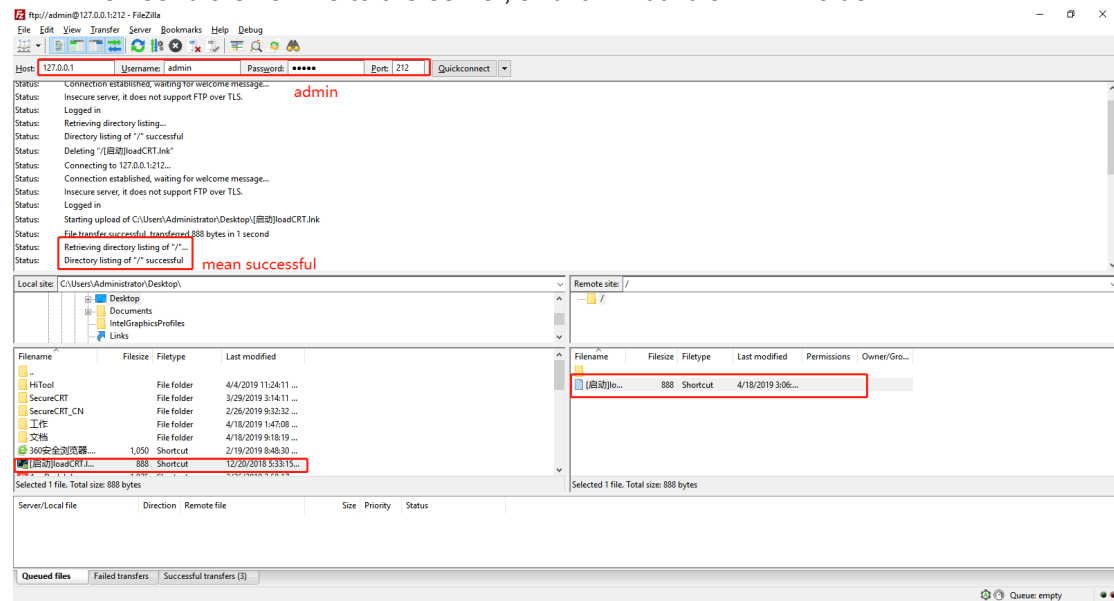 ftp://admin@127.0.0.1:212 - FileZilla
File Edit View Transfer Server Bookmarks Help Debug
Host: 127.0.0.1 Username: admin Password: ●●●●● Port: 212 Quickconnect
Status: Connection established, waiting for welcome message...
admin
Status: Insecure server, it does not support FTP over TLS.
Status: Logged in
Status: Retrieving directory listing...
Status: Directory listing of "/" successful
Status: Deleting "/[启动]loadCRT.lnk"
Status: Connecting to 127.0.0.1:212...
Status: Connection established, waiting for welcome message...
Status: Insecure server, it does not support FTP over TLS.
Status: Logged in
Status: Starting upload of C:\Users\Administrator\Desktop\[启动]loadCRT.lnk
Status: File transfer successful, transferred 888 bytes in 1 second
Status: Retrieving directory listing of "/"...
Status: Directory listing of "/" successful
mean successful
Local site: C:\Users\Administrator\Desktop\
Desktop
Documents
IntelGraphicsProfiles
Links
Remote site: /
/
Filename Filesize Filetype Last modified
..
HiTool File folder 4/4/2019 11:24:11 ...
SecureCRT File folder 3/29/2019 3:14:11 ...
SecureCRT_CN File folder 2/26/2019 9:32:32 ...
工作 File folder 4/18/2019 1:47:08 ...
文档 File folder 4/18/2019 9:18:19 ...
360安全浏览器.... 1,050 Shortcut 2/19/2019 8:48:30 ...
[启动]loadCRT.l... 888 Shortcut 12/20/2018 5:33:15...
Selected 1 file. Total size: 888 bytes
Filename Filesize Filetype Last modified Permissions Owner/Gro...
[启动]lo... 888 Shortcut 4/18/2019 3:06:...
Selected 1 file. Total size: 888 bytes
Server/Local file Direction Remote file Size Priority Status
Queued files Failed transfers Successful transfers (3)
Queue: empty